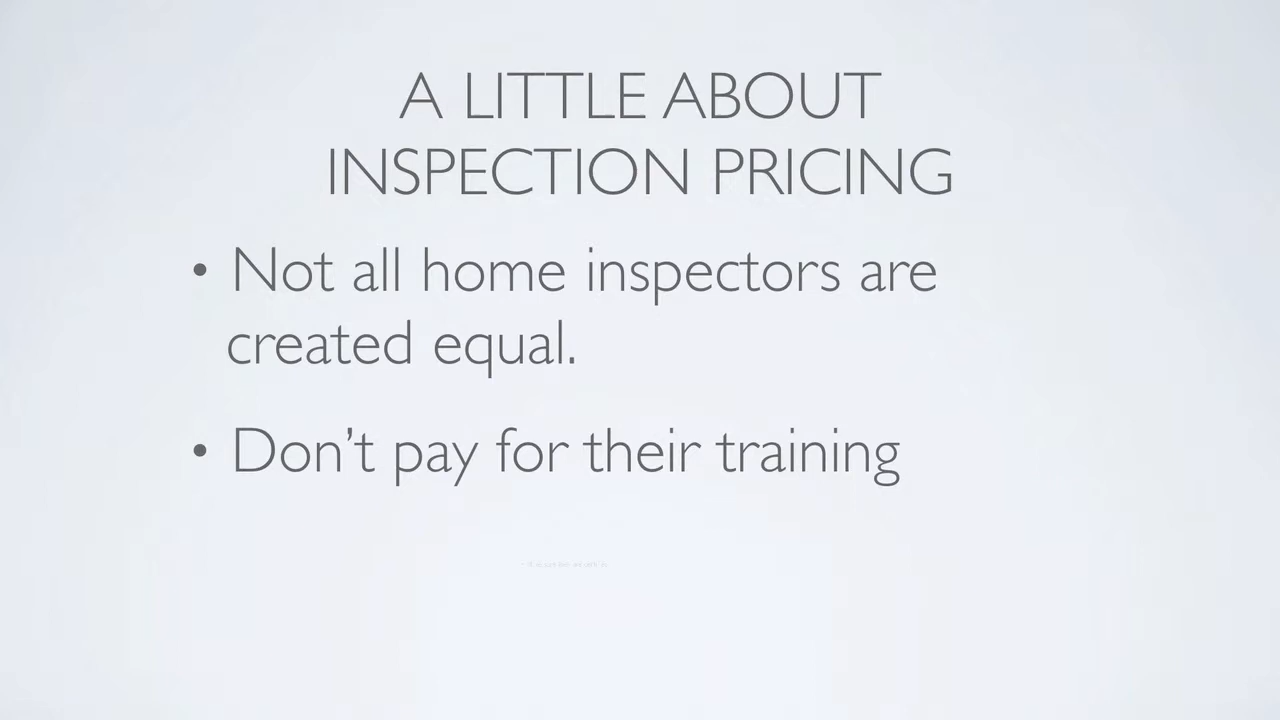 A LITTLE ABOUT
INSPECTION PRICING
• Not all home inspectors are
created equal.
• Don’t pay for their training